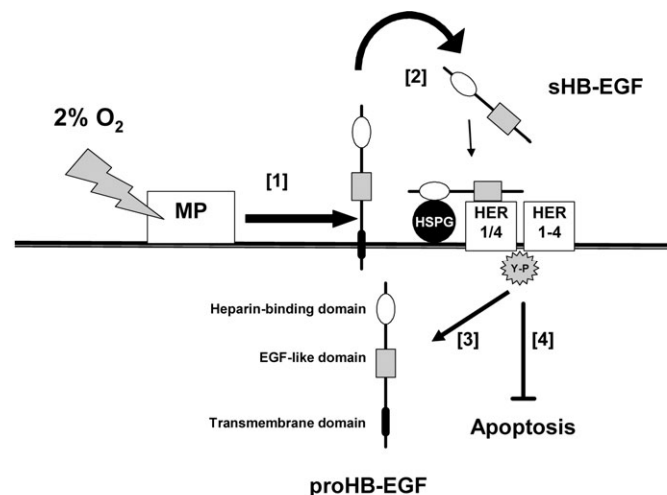 [2]
sHB-EGF
2% O₂
[1]
MP
HSPG
HER
1/4
HER
1-4
Y-P
Heparin-binding domain
[3]
[4]
EGF-like domain
Transmembrane domain
Apoptosis
proHB-EGF